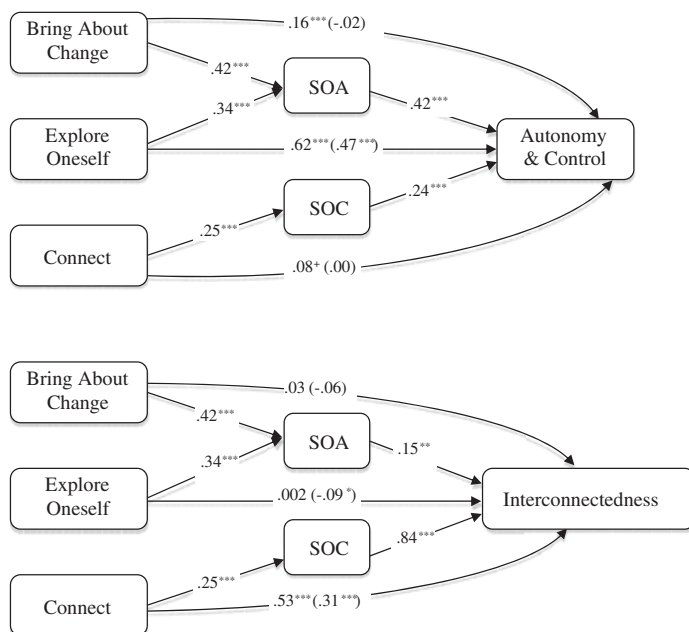 Bring About
Change
.16***(-.02)
.42***
SOA
.34***
.42***
Explore
Oneself
.62***(.47***)
Autonomy
& Control
SOC
.24***
.25***
Connect
.08+ (.00)
Bring About
Change
.03 (-.06)
.42***
SOA
.34***
.15**
Explore
Oneself
.002 (-.09*)
Interconnectedness
SOC
.84***
.25***
Connect
.53***(.31***)